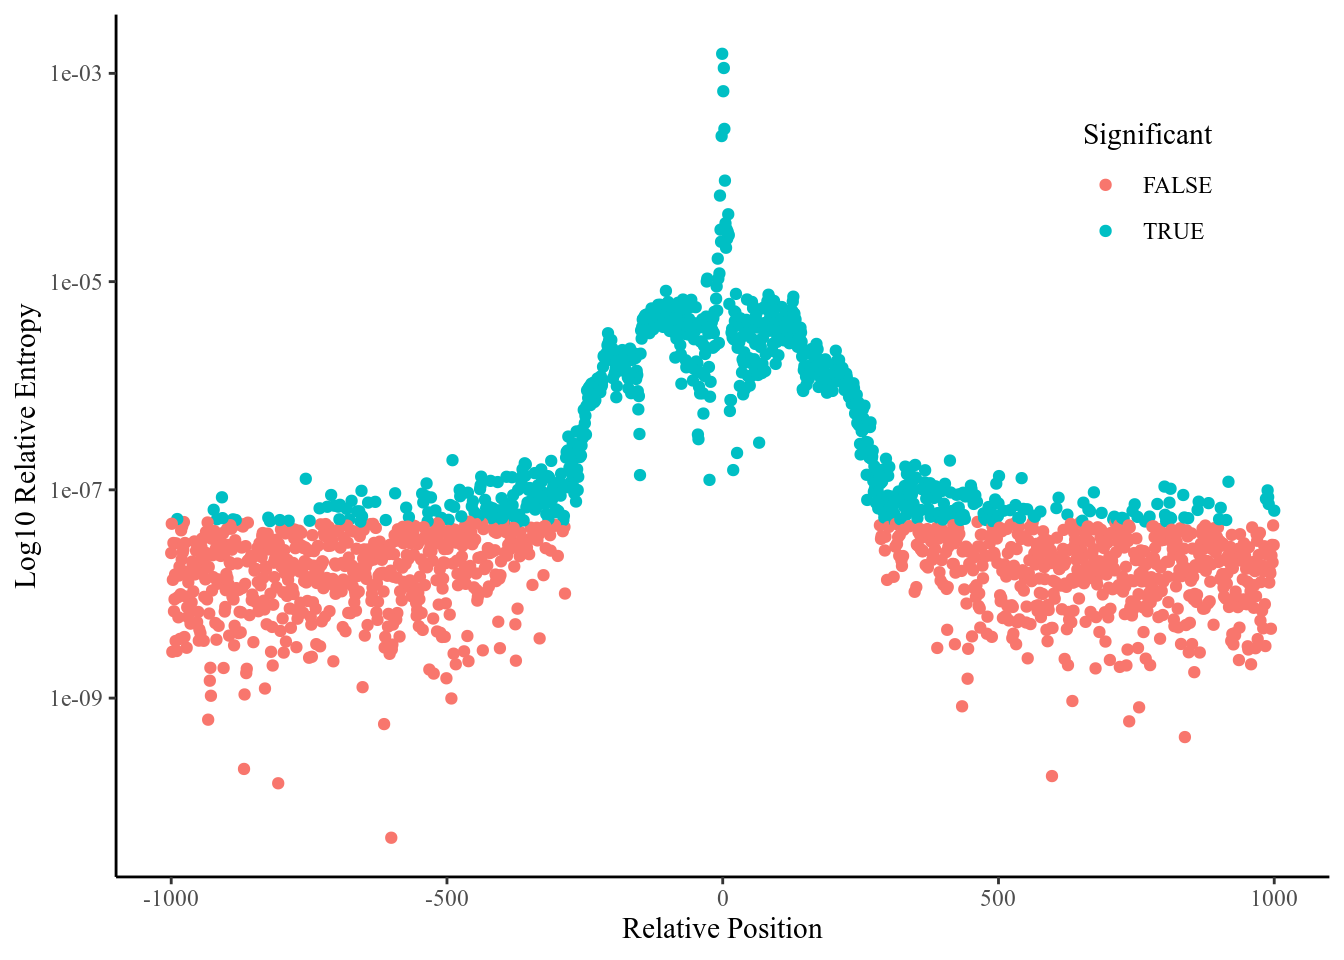 1e-03
1e-05
1e-07
1e-09
Log10 Relative Entropy
Significant
FALSE
TRUE
-1000
-500
0
500
1000
Relative Position